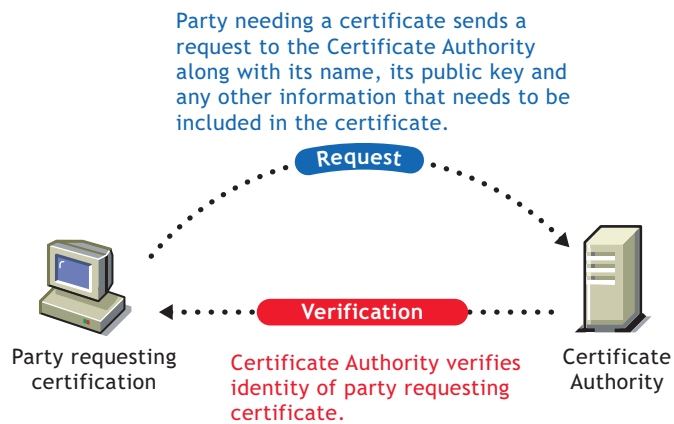 Party needing a certificate sends a
request to the Certificate Authority
along with its name, its public key and
any other information that needs to be
included in the certificate.
Request
Verification
Party requesting
certification
Certificate Authority verifies
identity of party requesting
certificate.
Certificate
Authority